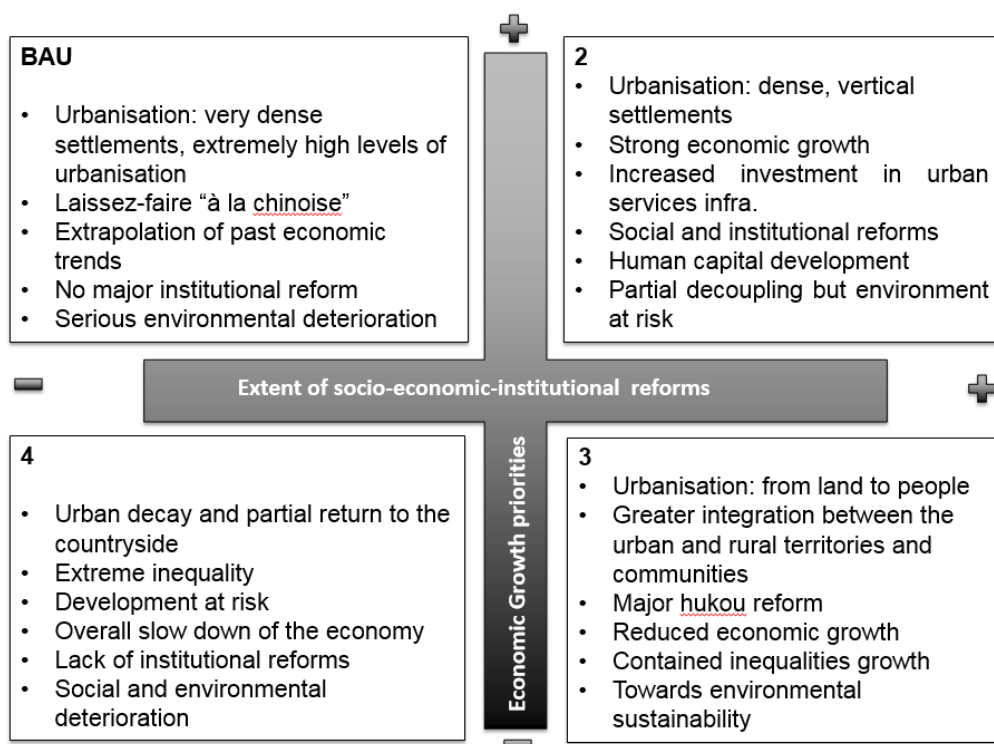 BAU
• Urbanisation: very dense
settlements, extremely high levels of
urbanisation
• Laissez-faire “à la chinoise”
• Extrapolation of past economic
trends
• No major institutional reform
• Serious environmental deterioration
2
• Urbanisation: dense, vertical
settlements
• Strong economic growth
• Increased investment in urban
services infra.
• Social and institutional reforms
• Human capital development
• Partial decoupling but environment
at risk
Extent of socio-economic-institutional reforms
Economic Growth priorities
4
• Urban decay and partial return to the
countryside
• Extreme inequality
• Development at risk
• Overall slow down of the economy
• Lack of institutional reforms
• Social and environmental
deterioration
3
• Urbanisation: from land to people
• Greater integration between the
urban and rural territories and
communities
• Major hukou reform
• Reduced economic growth
• Contained inequalities growth
• Towards environmental
sustainability